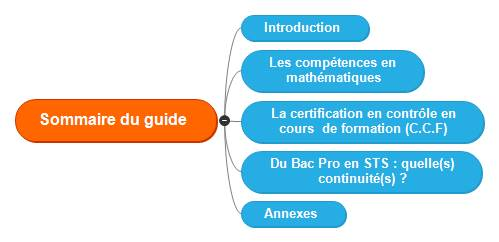 Sommaire du guide
Introduction
Les compétences en
mathématiques
La certification en contrôle en
cours  de formation (C.C.F)
Du Bac Pro en STS : quelle(s)
continuité(s) ?
Annexes